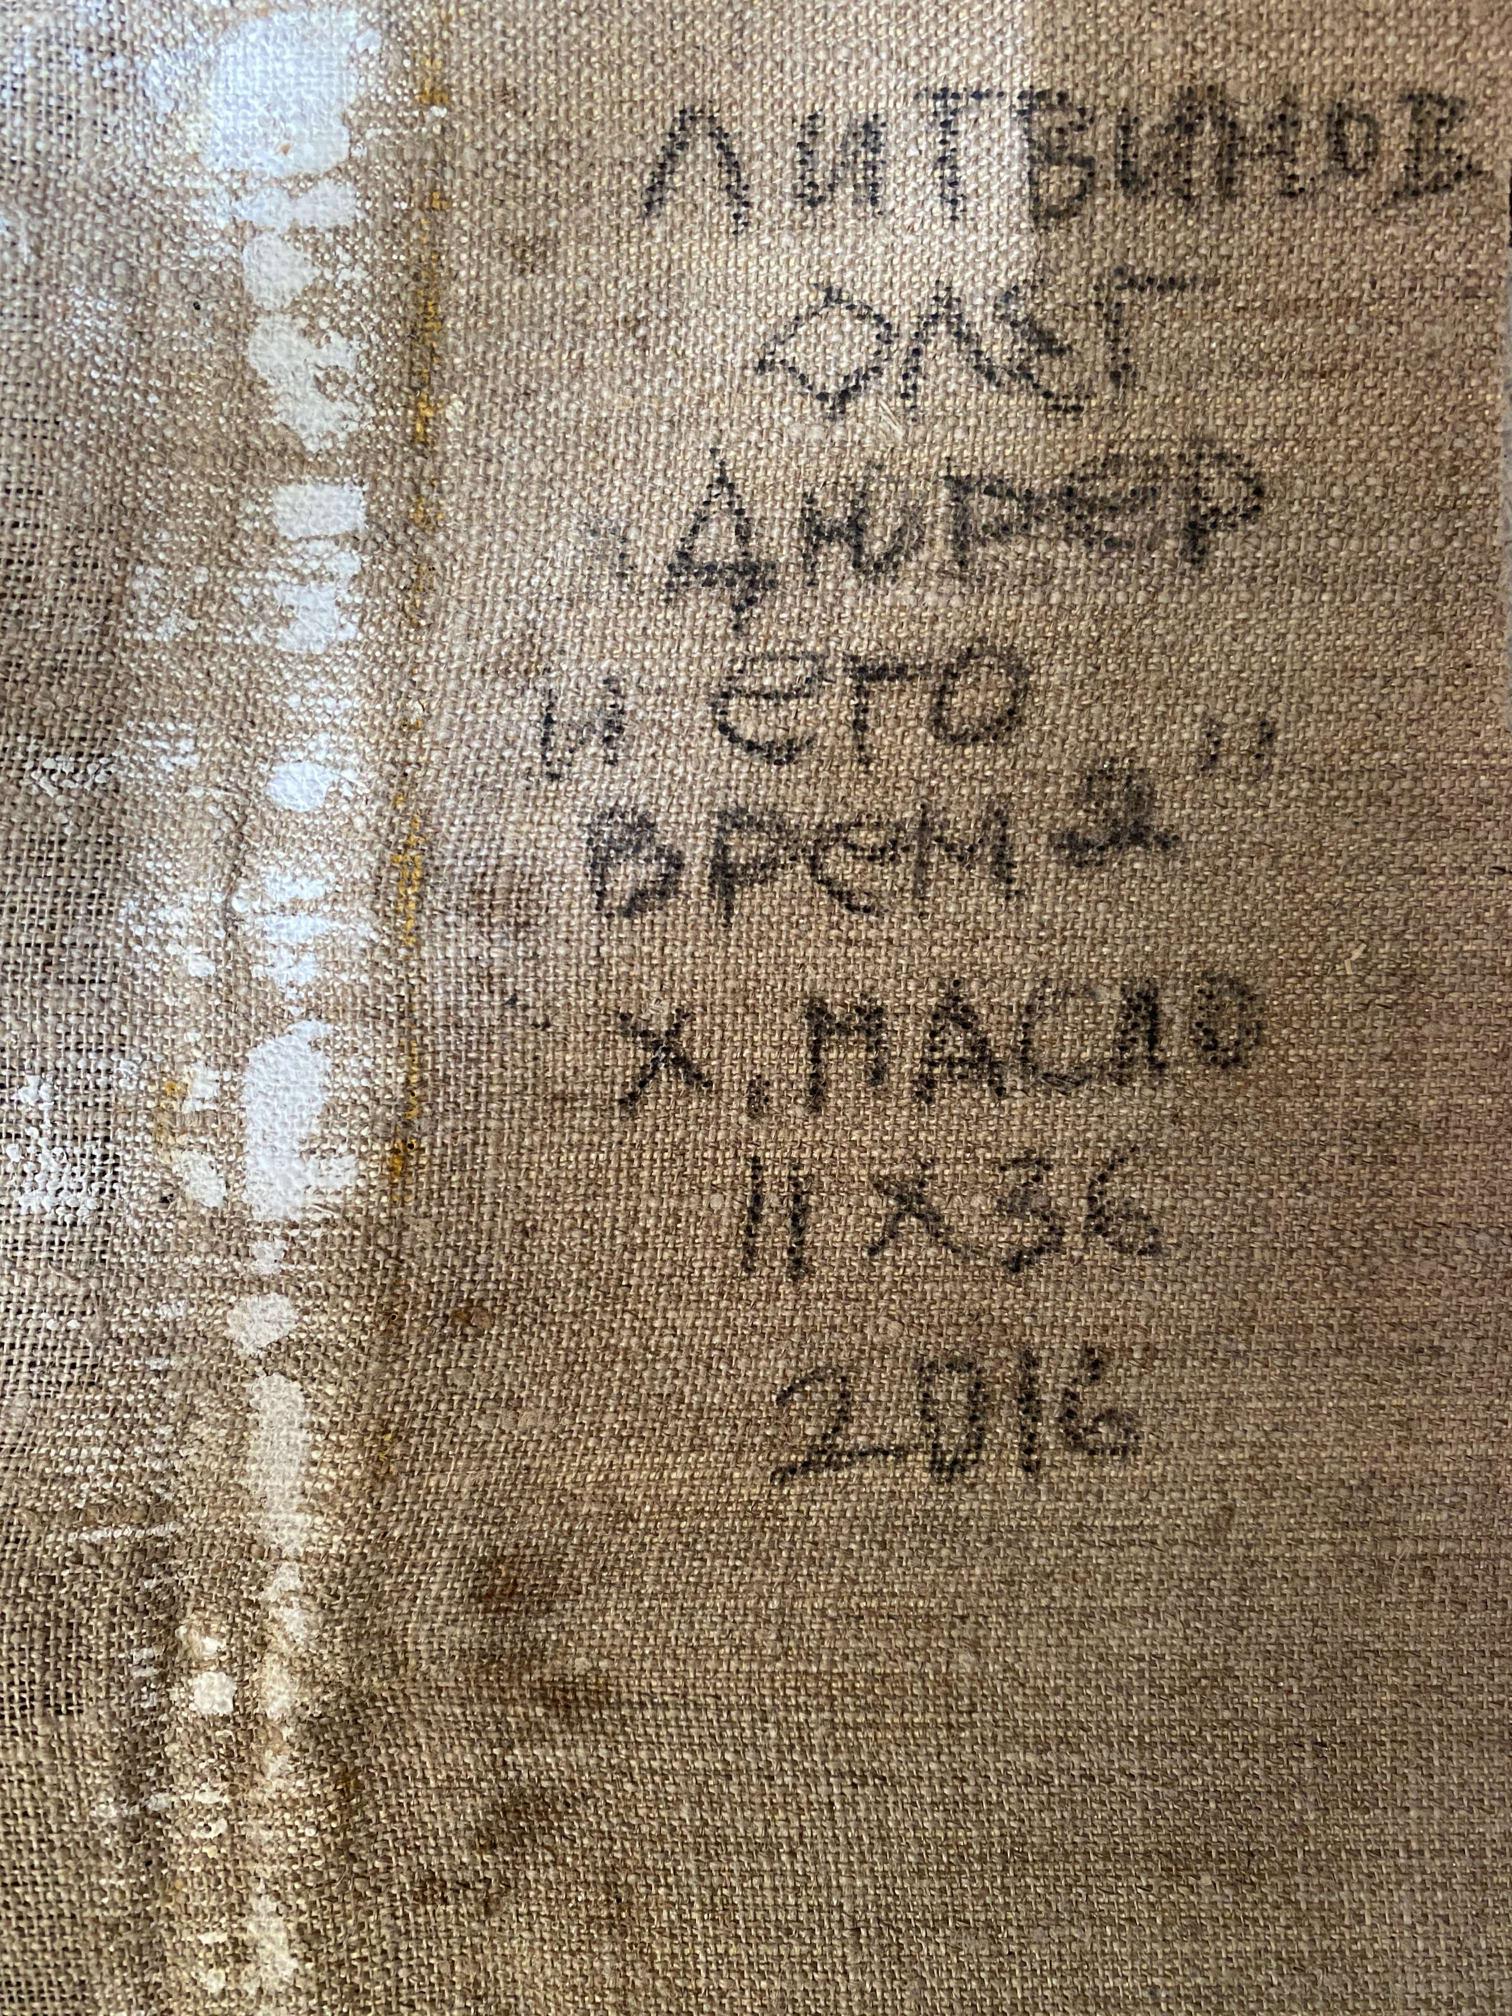 ЛИТВИНОВ
ОЛЕГ
"ДЮРЕР
И ЕГО
ВРЕМЯ"
Х. МАСЛО
11Х36
2016